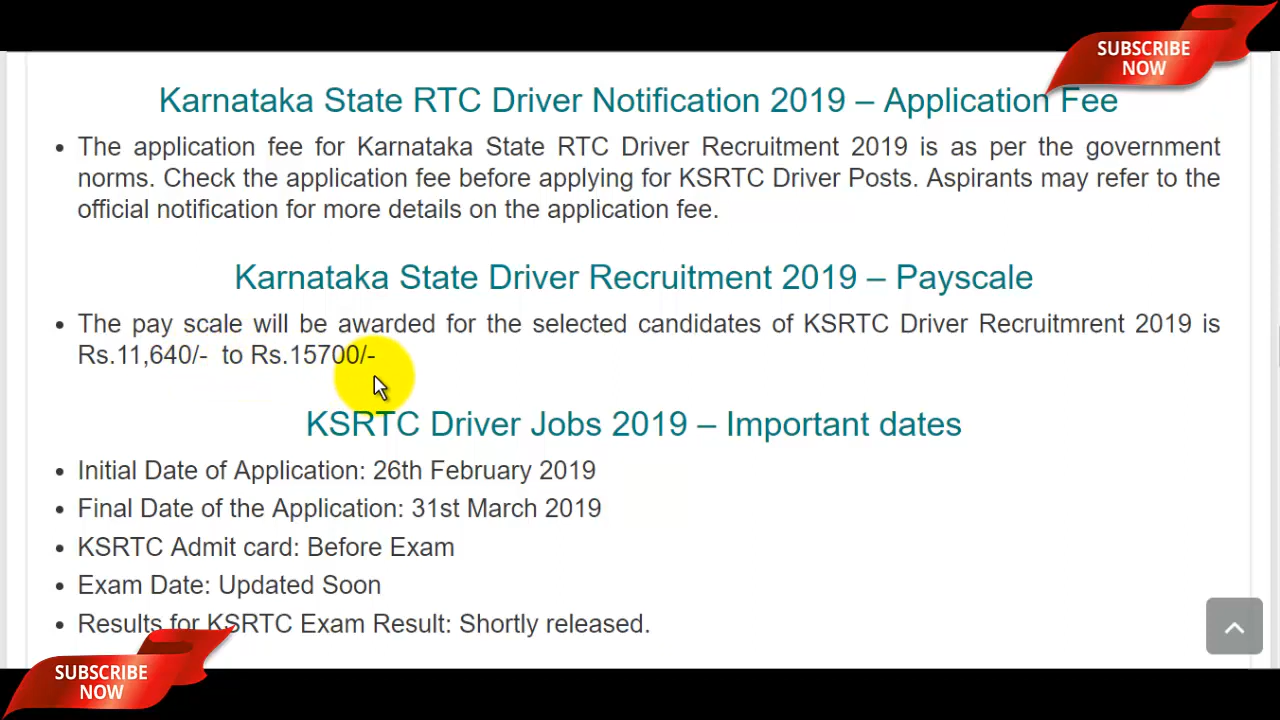 SUBSCRIBE
NOW
Karnataka State RTC Driver Notification 2019 – Application Fee
• The application fee for Karnataka State RTC Driver Recruitment 2019 is as per the government
norms. Check the application fee before applying for KSRTC Driver Posts. Aspirants may refer to the
official notification for more details on the application fee.
Karnataka State Driver Recruitment 2019 – Payscale
• The pay scale will be awarded for the selected candidates of KSRTC Driver Recruitmrent 2019 is
Rs.11,640/- to Rs.15700/-
KSRTC Driver Jobs 2019 – Important dates
• Initial Date of Application: 26th February 2019
• Final Date of the Application: 31st March 2019
• KSRTC Admit card: Before Exam
• Exam Date: Updated Soon
• Results for KSRTC Exam Result: Shortly released.
SUBSCRIBE
NOW